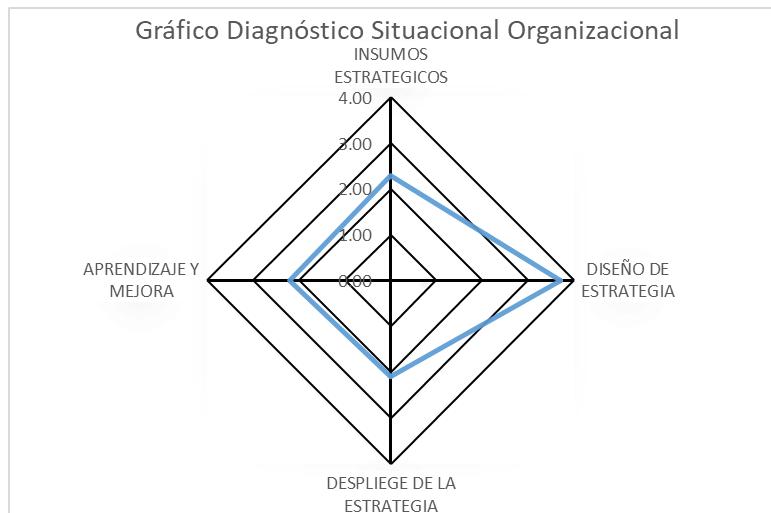 Gráfico Diagnóstico Situacional Organizacional
INSUMOS
ESTRATEGICOS
4.00
3.00
2.00
1.00
0.00
APRENDIZAJE Y
MEJORA
DISEÑO DE
ESTRATEGIA
DESPLIEGE DE LA
ESTRATEGIA